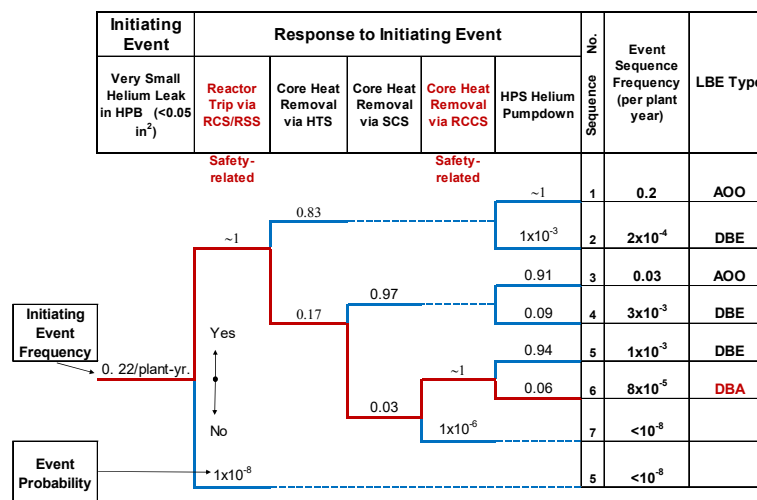 Initiating
Event
Response to Initiating Event
Sequence No.
Event
Sequence
Frequency
(per plant
year)
LBE Type
Very Small
Helium Leak
in HPB (<0.05
in²)
Reactor
Trip via
RCS/RSS
Core Heat
Removal
via HTS
Core Heat
Removal
via SCS
Core Heat
Removal
via RCCS
HPS Helium
Pumpdown
Safety-
related
Safety-
related
~1
1
0.2
AOO
0.83
~1
1x10⁻³
2
2x10⁻⁴
DBE
0.91
3
0.03
AOO
0.97
Initiating
Event
Frequency
0.17
0.09
4
3x10⁻³
DBE
Yes
0.94
5
1x10⁻³
DBE
0. 22/plant-yr.
~1
0.06
6
8x10⁻⁵
DBA
0.03
No
1x10⁻⁶
7
<10⁻⁸
Event
Probability
1x10⁻⁸
5
<10⁻⁸